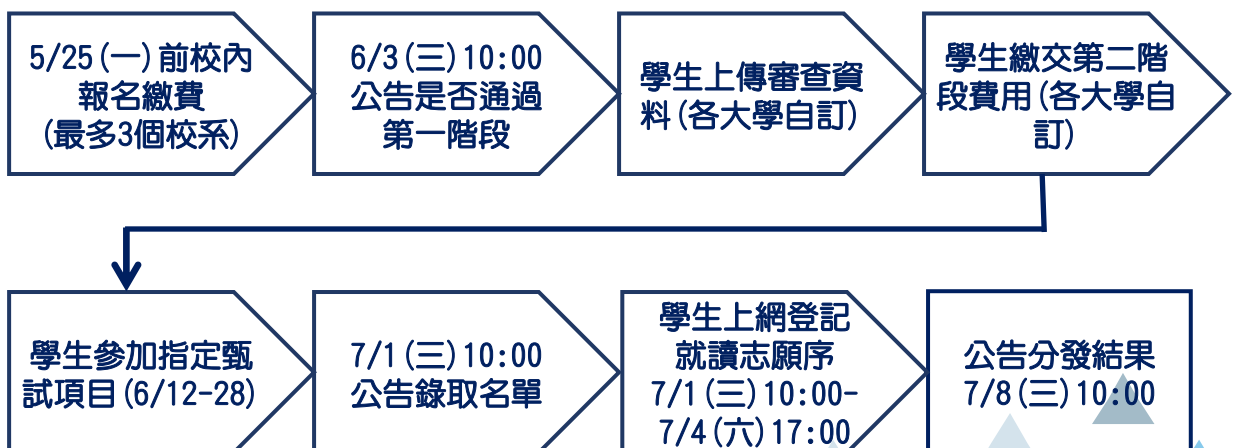 5/25(一)前校內
報名繳費
(最多3個校系)
6/3(三)10:00
公告是否通過
第一階段
學生上傳審查資
料(各大學自訂)
學生繳交第二階
段費用(各大學自
訂)
學生參加指定甄
試項目(6/12-28)
7/1(三)10:00
公告錄取名單
學生上網登記
就讀志願序
7/1(三)10:00-
7/4(六)17:00
公告分發結果
7/8(三)10:00